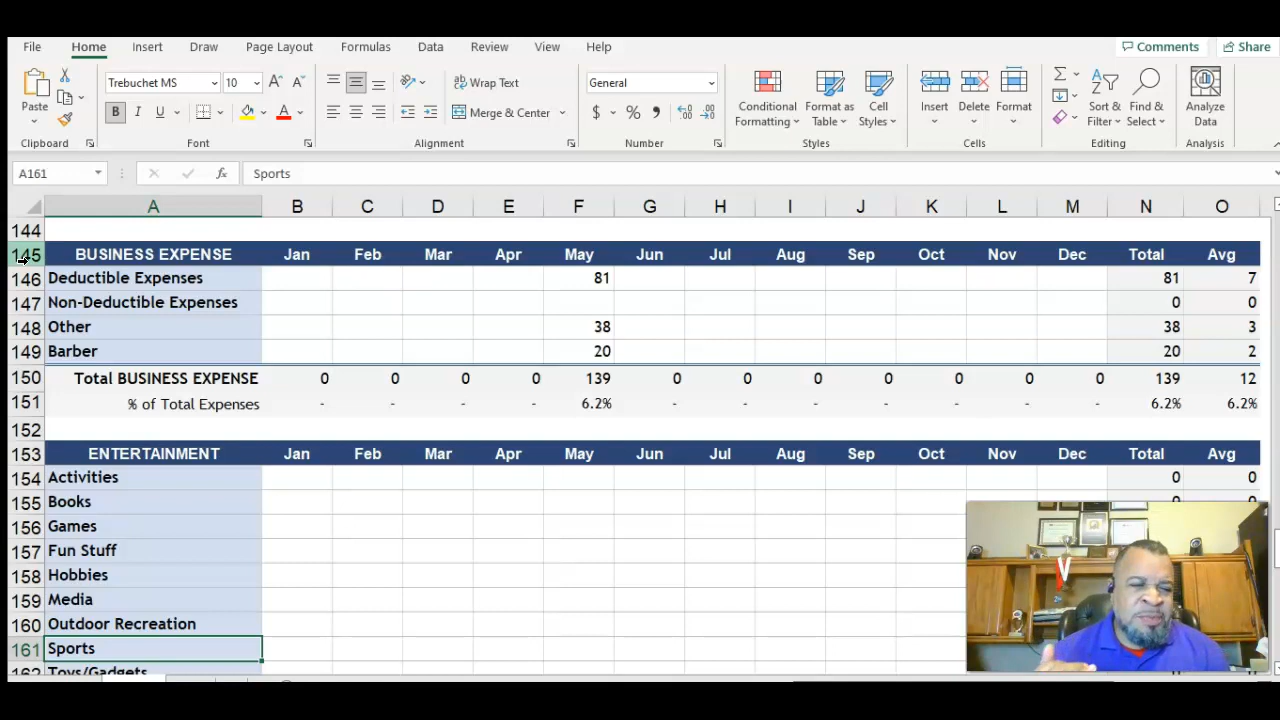 File Home Insert Draw Page Layout Formulas Data Review View Help Comments Share
Paste Trebuchet MS 10 A A Wrap Text General Conditional Formatting Format as Table Cell Styles Insert Delete Format Sort & Filter Find & Select Analyze Data
B I U A Merge & Center $ % 9
Clipboard Font Alignment Number Styles Cells Editing Analysis
A161 fx Sports
A B C D E F G H I J K L M N O
144
145 BUSINESS EXPENSE Jan Feb Mar Apr May Jun Jul Aug Sep Oct Nov Dec Total Avg
146 Deductible Expenses 81 81 7
147 Non-Deductible Expenses 0 0
148 Other 38 38 3
149 Barber 20 20 2
150 Total BUSINESS EXPENSE 0 0 0 0 139 0 0 0 0 0 0 0 139 12
151 % of Total Expenses - - - - 6.2% - - - - - - - 6.2% 6.2%
152
153 ENTERTAINMENT Jan Feb Mar Apr May Jun Jul Aug Sep Oct Nov Dec Total Avg
154 Activities 0 0
155 Books 0 0
156 Games
157 Fun Stuff
158 Hobbies
159 Media
160 Outdoor Recreation
161 Sports
162 Toys/Gadgets